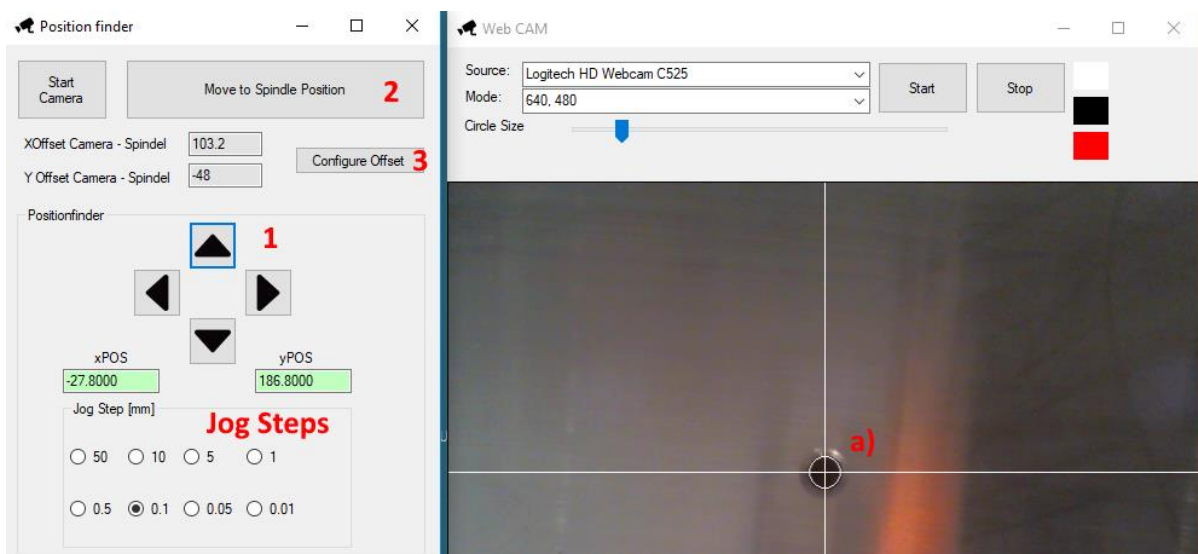 Position finder
Start
Camera
Move to Spindle Position
2
XOffset Camera - Spindel
103.2
Y Offset Camera - Spindel
-48
Configure Offset
3
Positionfinder
1
xPOS
yPOS
-27.8000
186.8000
Jog Step [mm]
Jog Steps
50
10
5
1
0.5
0.1
0.05
0.01
Web CAM
Source:
Logitech HD Webcam C525
Mode:
640, 480
Start
Stop
Circle Size
a)